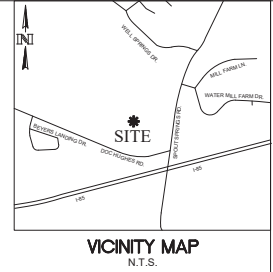 N
WELL SPRINGS DR.
MILL FARM LN.
WATER MILL FARM DR.
SITE
BEYERS LANDING DR.
DOC HUGHES RD.
SPOUT SPRINGS RD.
I-85
I-85
VICINITY MAP
N.T.S.